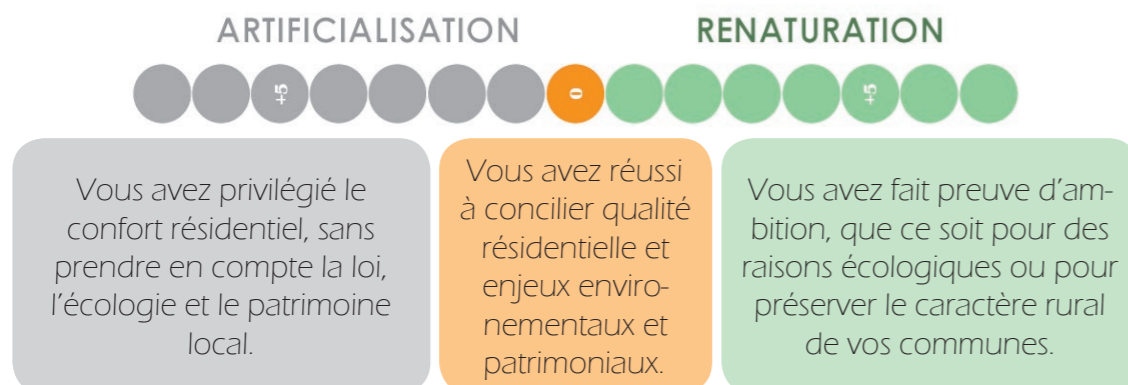 ARTIFICIALISATION
RENATURATION
+5
0
+5
Vous avez privilégié le
confort résidentiel, sans
prendre en compte la loi,
l'écologie et le patrimoine
local.
Vous avez réussi
à concilier qualité
résidentielle et
enjeux enviro-
nementaux et
patrimoniaux.
Vous avez fait preuve d'am-
bition, que ce soit pour des
raisons écologiques ou pour
préserver le caractère rural
de vos communes.